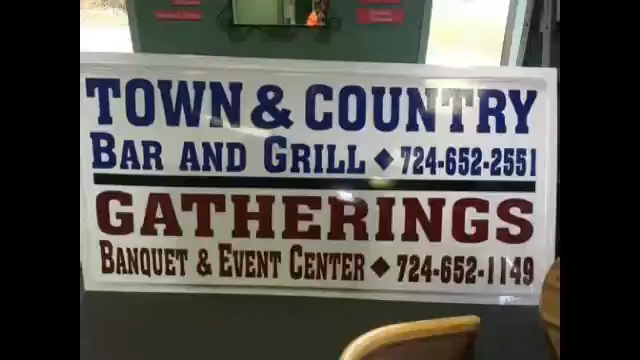 TOWN & COUNTRY
BAR AND GRILL ◆ 724-652-2551
GATHERINGS
BANQUET & EVENT CENTER ◆ 724-652-1149